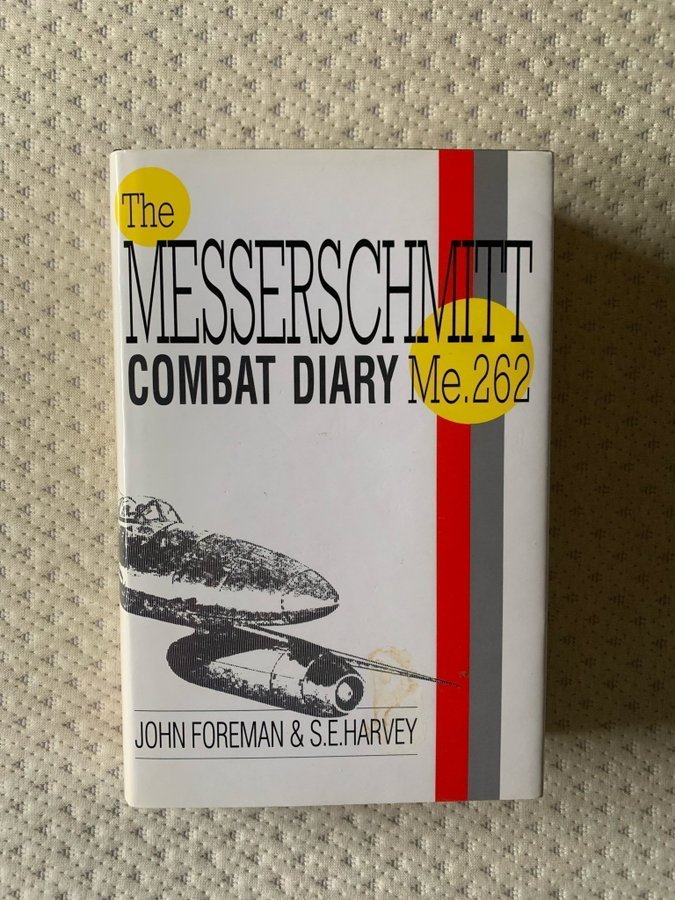 The
MESSERSCHMITT
COMBAT DIARY Me.262
JOHN FOREMAN & S.E.HARVEY